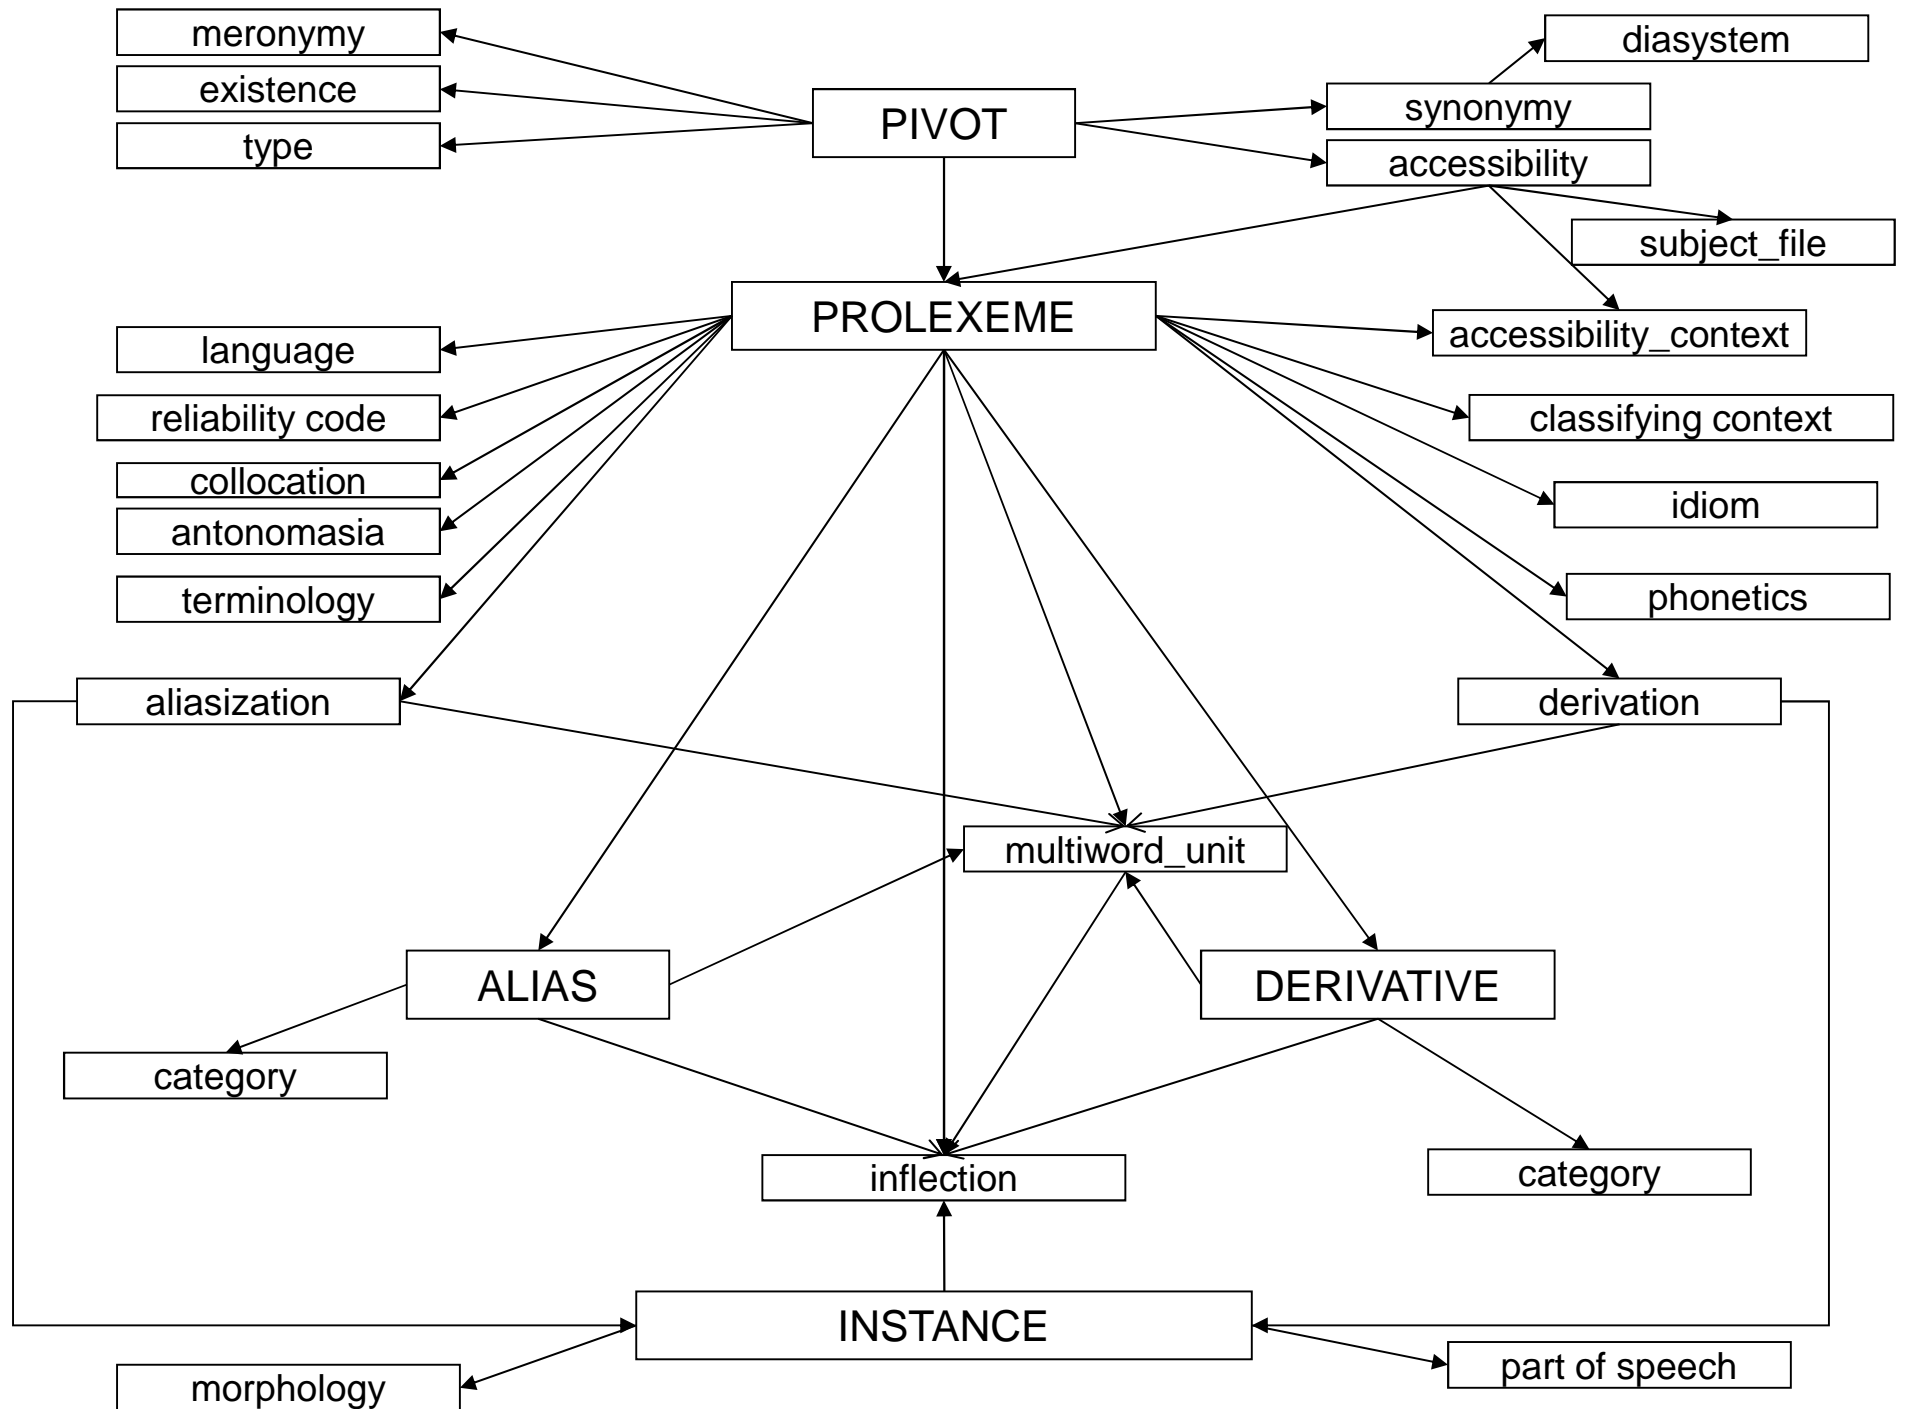 meronymy
diasystem
existence
PIVOT
synonymy
type
accessibility
subject_file
PROLEXEME
language
accessibility_context
reliability code
classifying context
collocation
idiom
antonomasia
terminology
phonetics
aliasization
derivation
multiword_unit
ALIAS
DERIVATIVE
category
inflection
category
INSTANCE
part of speech
morphology